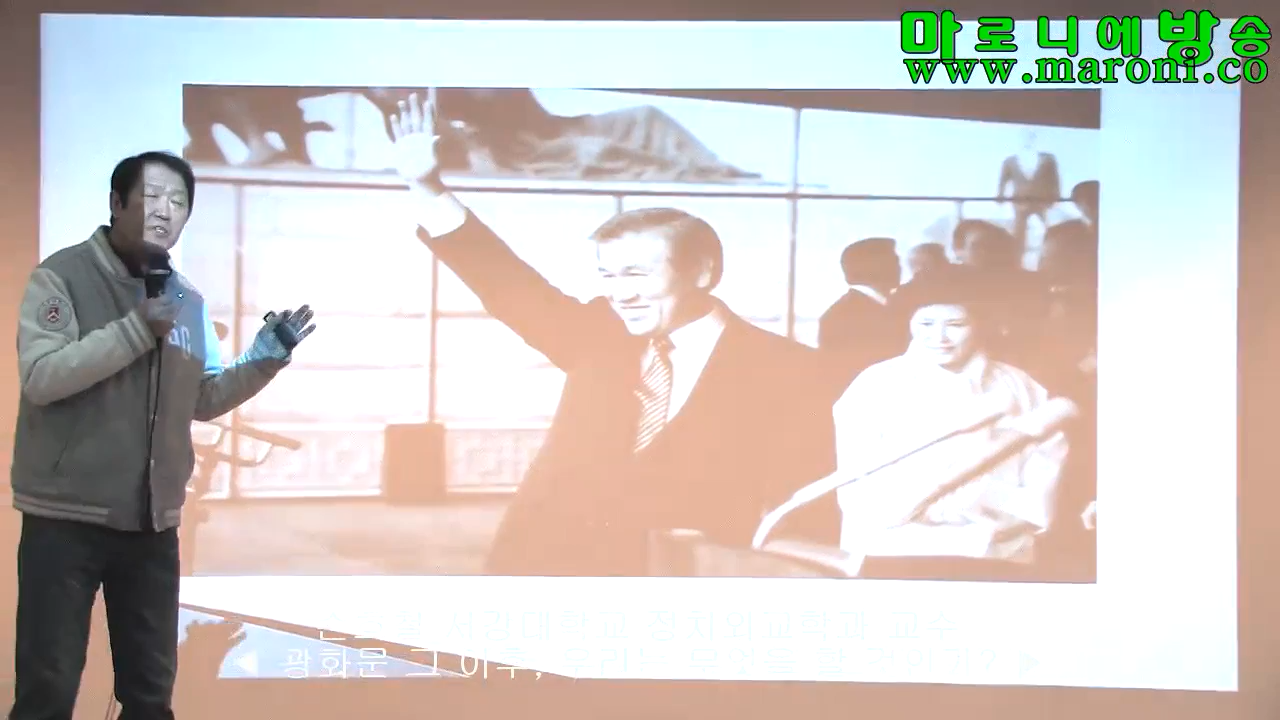 마로니에방송
www.maroni.co
서강대학교 정치외교학과 교수
◀ 광화문 그 이후, 우리는 무엇을 할 것인가? ▶